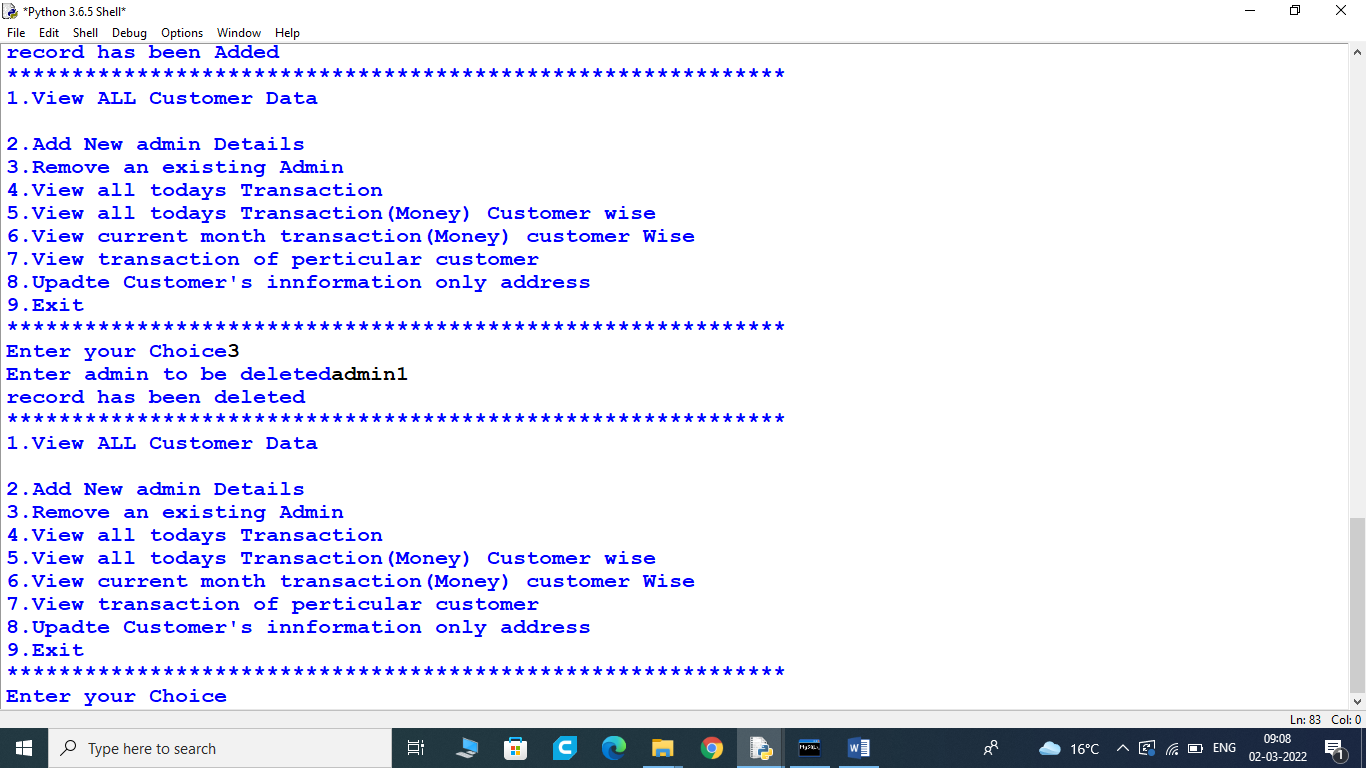 *Python 3.6.5 Shell*
File Edit Shell Debug Options Window Help
record has been Added
************************************************************
1.View ALL Customer Data
2.Add New admin Details
3.Remove an existing Admin
4.View all todays Transaction
5.View all todays Transaction(Money) Customer wise
6.View current month transaction(Money) customer Wise
7.View transaction of perticular customer
8.Upadte Customer's innformation only address
9.Exit
************************************************************
Enter your Choice3
Enter admin to be deletedadmin1
record has been deleted
************************************************************
1.View ALL Customer Data
2.Add New admin Details
3.Remove an existing Admin
4.View all todays Transaction
5.View all todays Transaction(Money) Customer wise
6.View current month transaction(Money) customer Wise
7.View transaction of perticular customer
8.Upadte Customer's innformation only address
9.Exit
************************************************************
Enter your Choice
Ln: 83 Col: 0
Type here to search
MySQL
16°C
ENG
09:08
02-03-2022
1